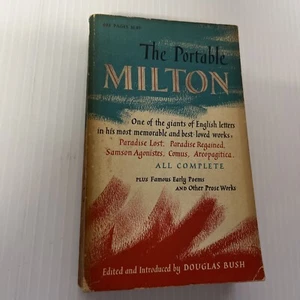 The Portable
MILTON
One of the giants of English letters
in his most memorable and best-loved works:
Paradise Lost, Paradise Regained,
Samson Agonistes, Comus, Areopagitica.
ALL COMPLETE
PLUS Famous Early Poems
AND Other Prose Works
Edited and Introduced by DOUGLAS BUSH